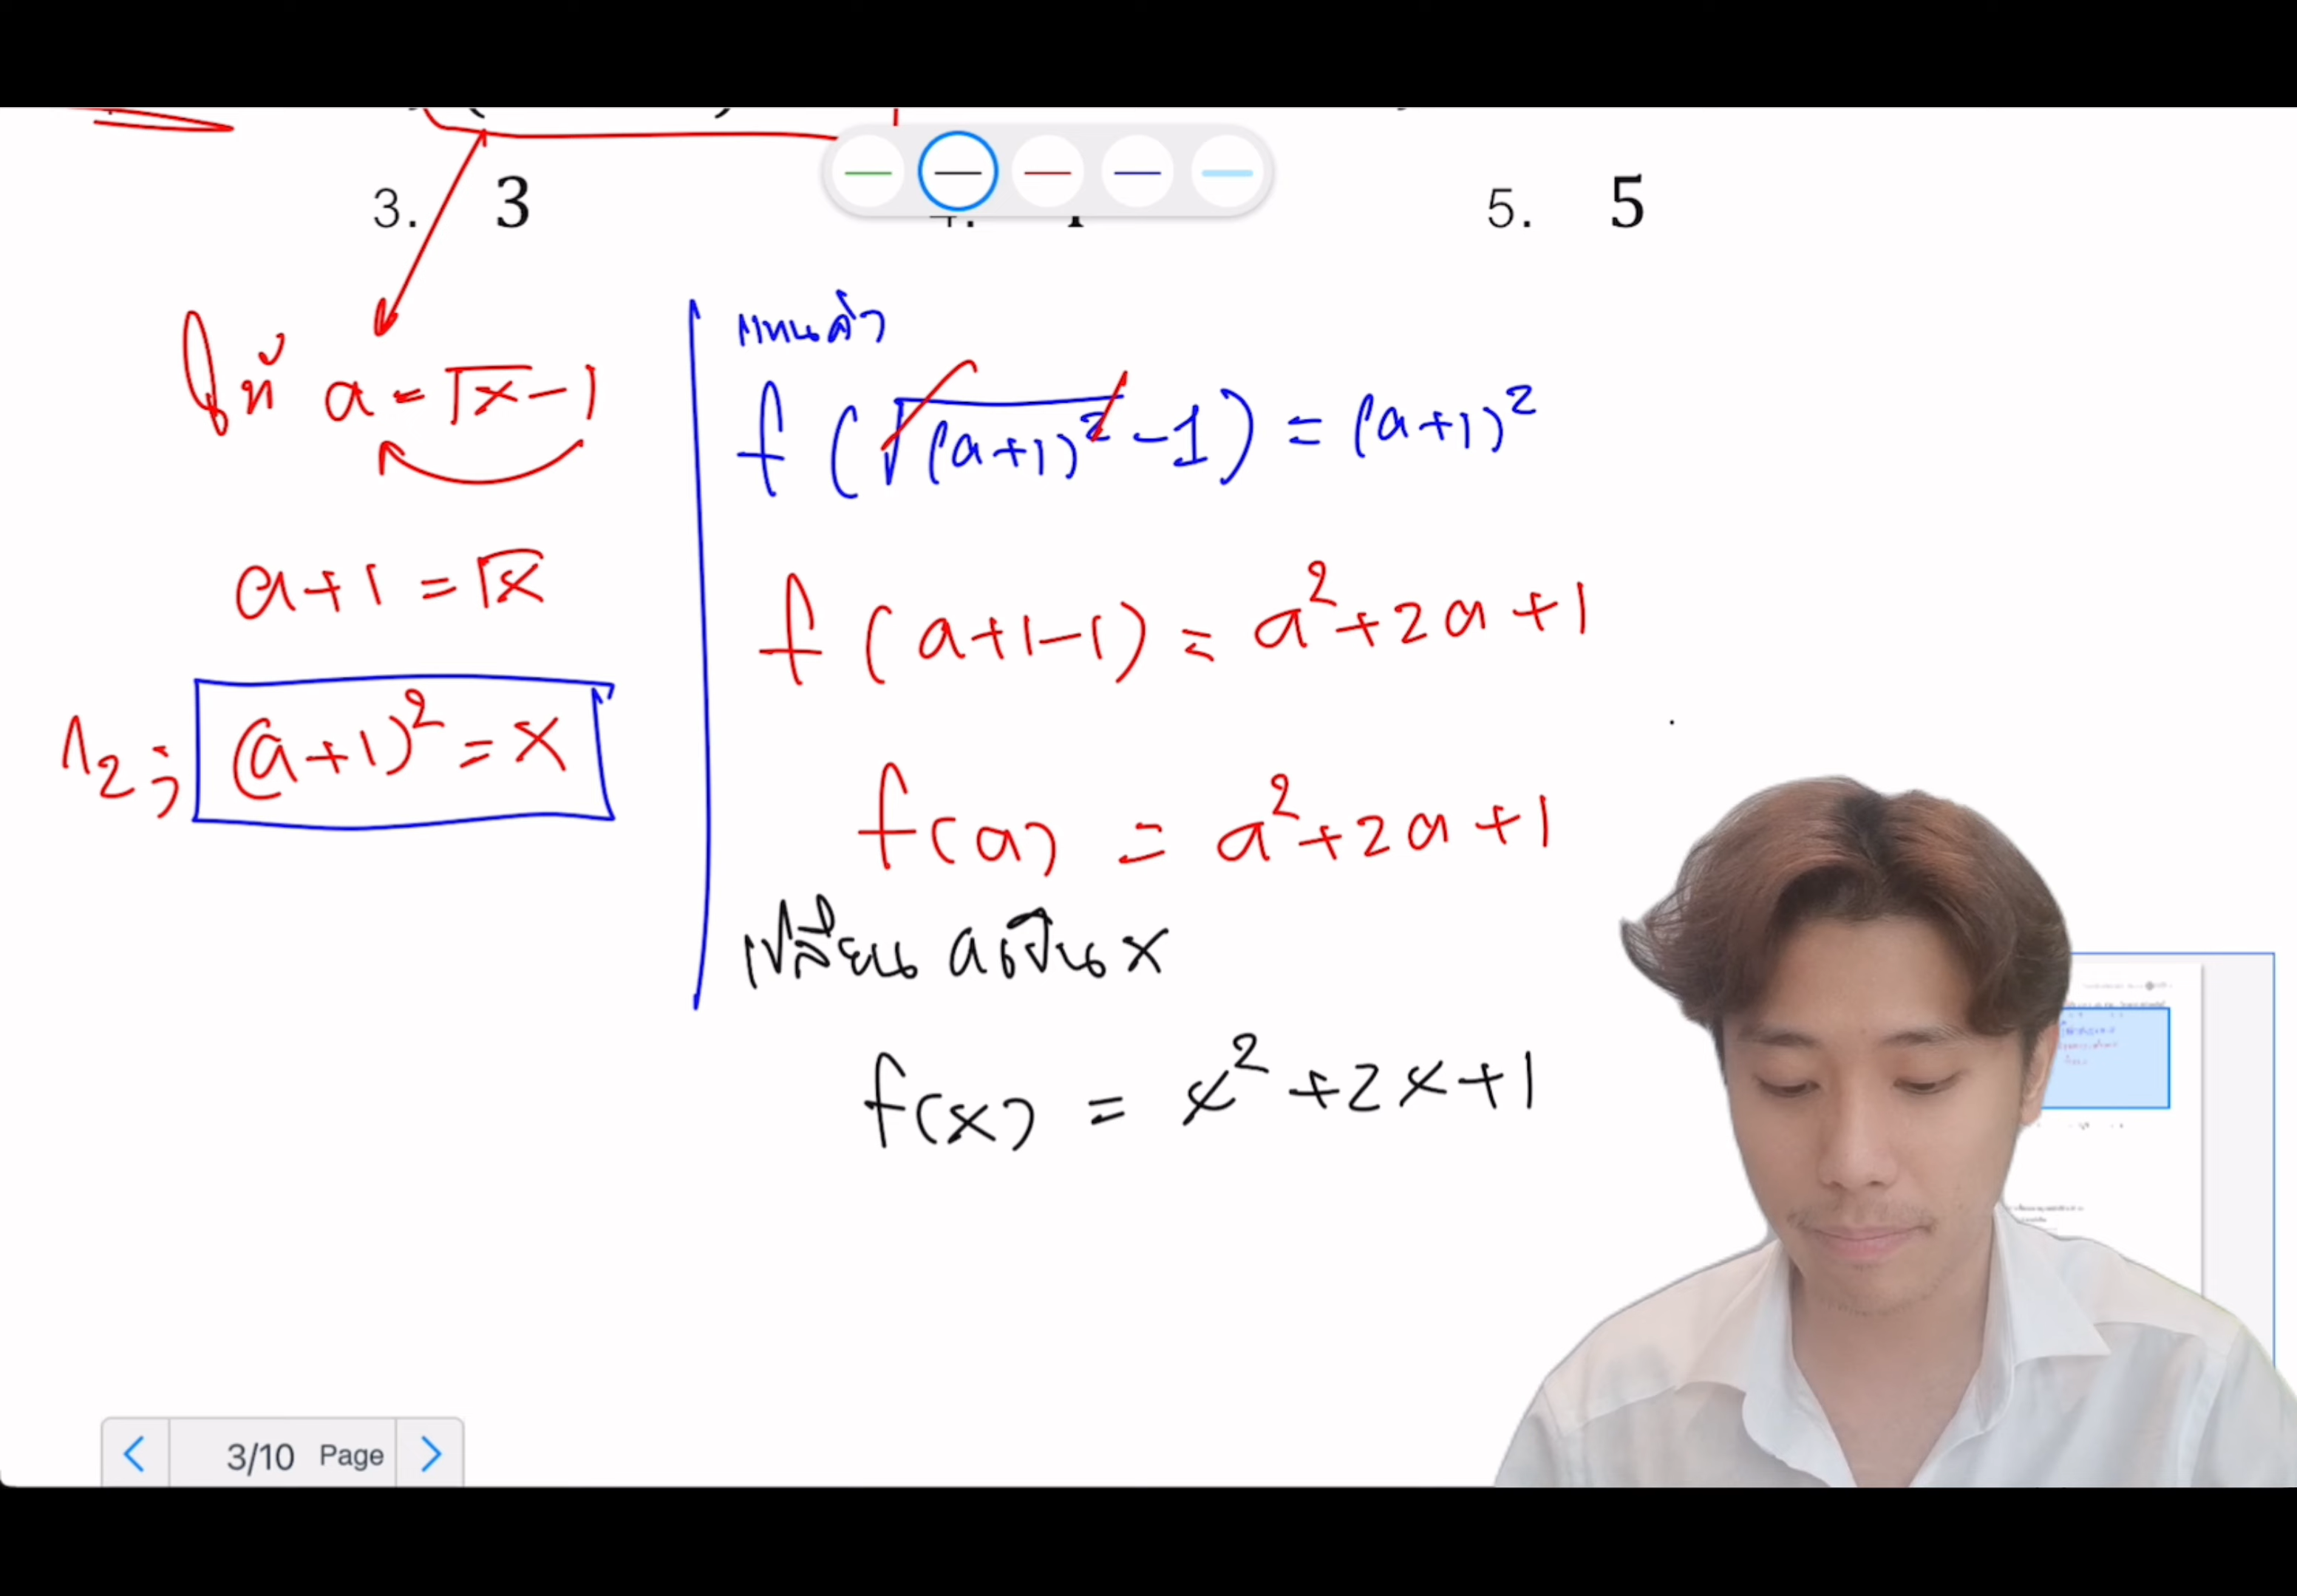 3. 3
4. 1
5. 5
ให้ a = √x - 1
a+1 = √x
ก2; (a+1)² = x
แทนค่า
f(√(a+1)² - 1) = (a+1)²
f(a+1-1) = a²+2a+1
f(a) = a²+2a+1
เปลี่ยน a เป็น x
f(x) = x²+2x+1
3/10 Page